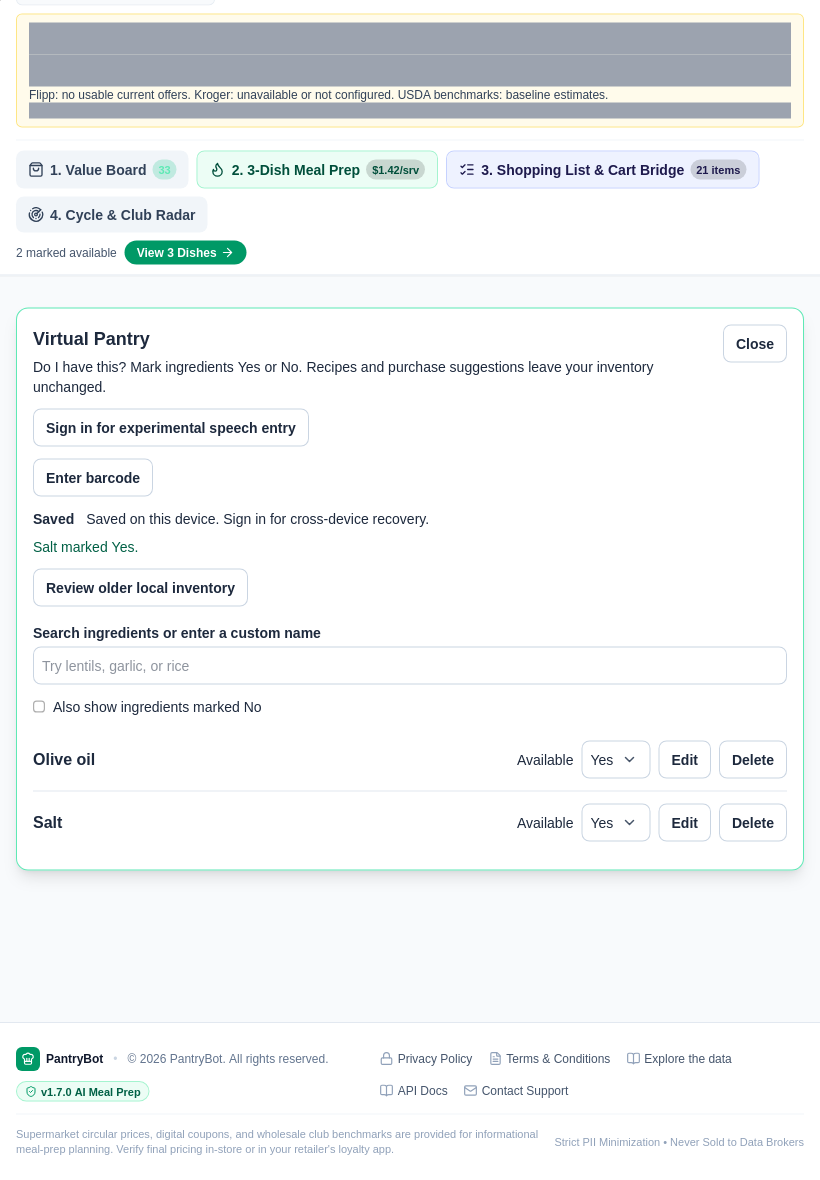 Flipp: no usable current offers. Kroger: unavailable or not configured. USDA benchmarks: baseline estimates.
1. Value Board 33
2. 3-Dish Meal Prep $1.42/srv
3. Shopping List & Cart Bridge 21 items
4. Cycle & Club Radar
2 marked available View 3 Dishes →
Virtual Pantry
Close
Do I have this? Mark ingredients Yes or No. Recipes and purchase suggestions leave your inventory
unchanged.
Sign in for experimental speech entry
Enter barcode
Saved Saved on this device. Sign in for cross-device recovery.
Salt marked Yes.
Review older local inventory
Search ingredients or enter a custom name
Try lentils, garlic, or rice
Also show ingredients marked No
Olive oil Available Yes Edit Delete
Salt Available Yes Edit Delete
PantryBot • © 2026 PantryBot. All rights reserved.
v1.7.0 AI Meal Prep
Privacy Policy Terms & Conditions Explore the data
API Docs Contact Support
Supermarket circular prices, digital coupons, and wholesale club benchmarks are provided for informational
meal-prep planning. Verify final pricing in-store or in your retailer's loyalty app.
Strict PII Minimization • Never Sold to Data Brokers